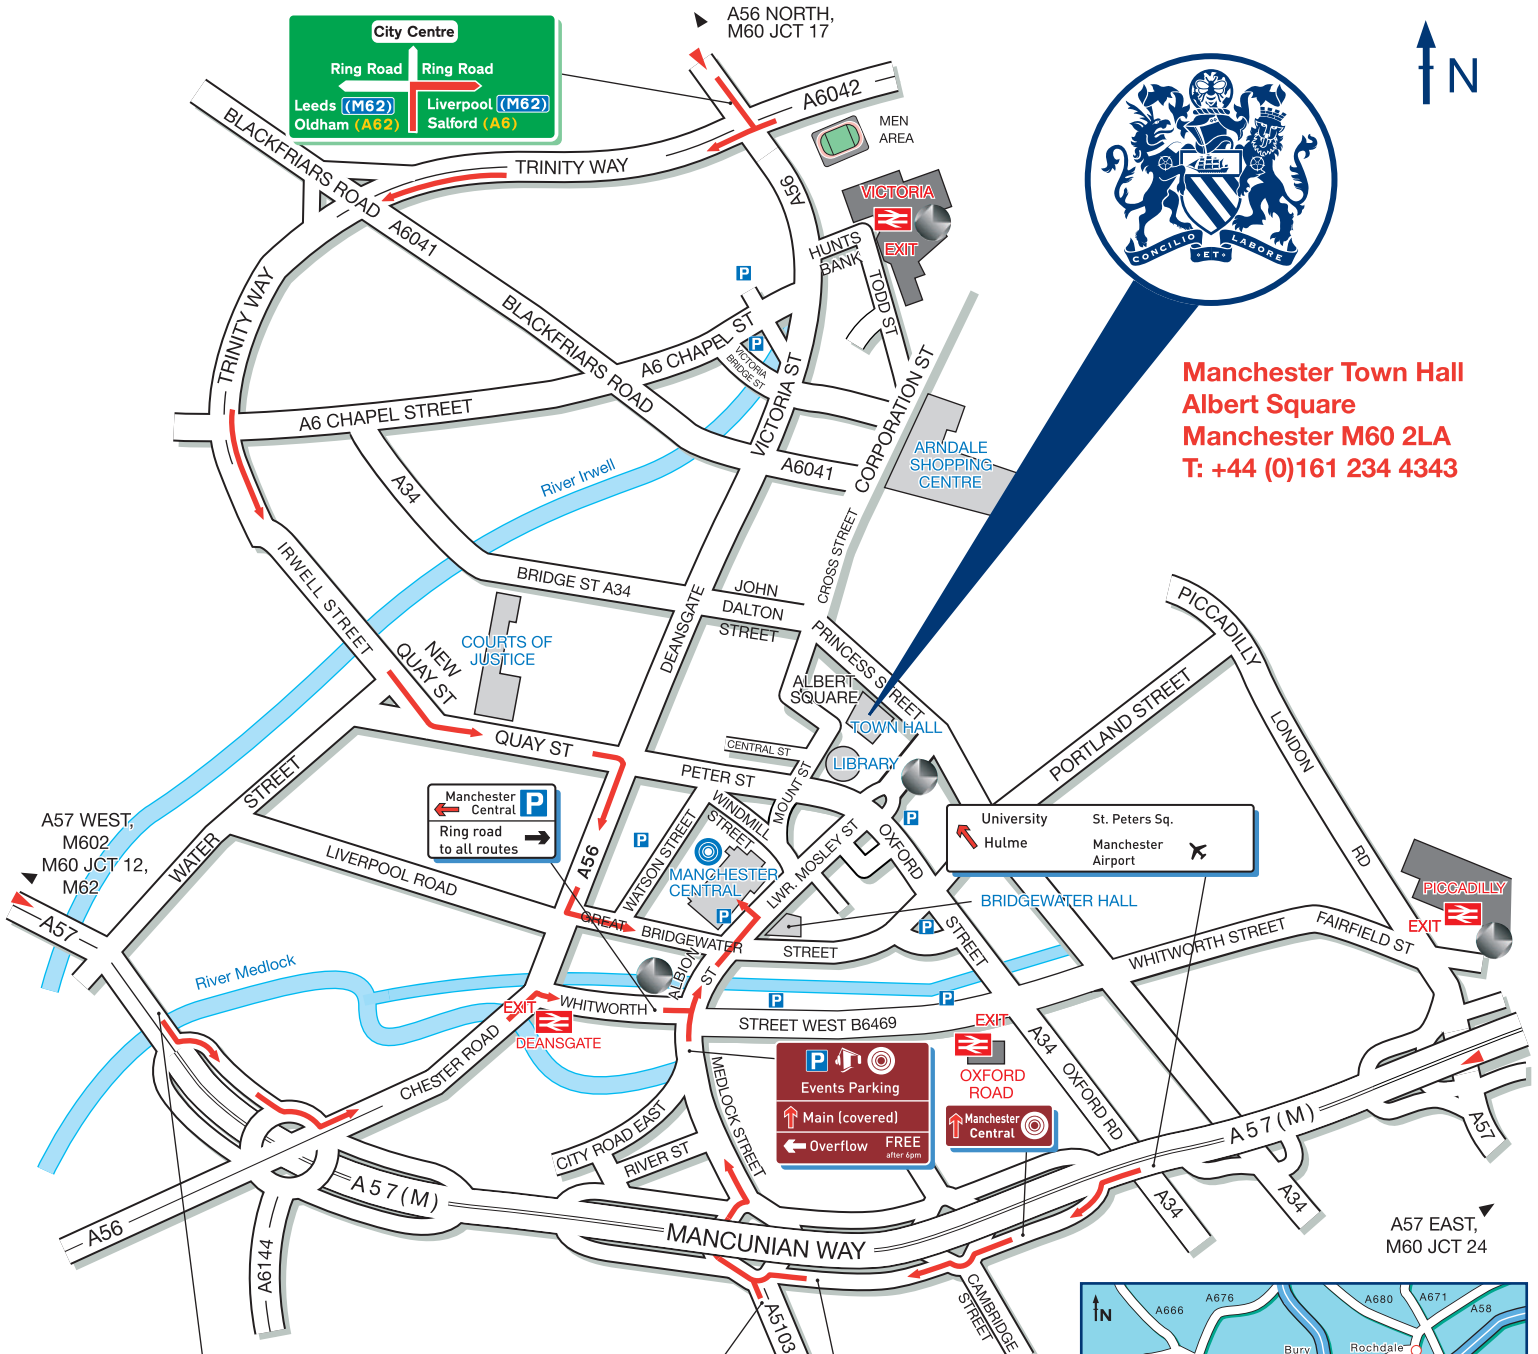 A56 NORTH,
M60 JCT 17
City Centre
Ring Road
Ring Road
Leeds (M62)
Oldham (A62)
Liverpool (M62)
Salford (A6)
N
A6042
MEN
AREA
BLACKFRIARS ROAD
TRINITY WAY
A56
VICTORIA
EXIT
HUNTS
BANK
TODD ST
A6041
CONCILIO
ET
LABORE
TRINITY WAY
BLACKFRIARS ROAD
A6 CHAPEL ST
VICTORIA
BRIDGE ST
P
P
VICTORIA ST
CORPORATION ST
Manchester Town Hall
Albert Square
Manchester M60 2LA
T: +44 (0)161 234 4343
A6 CHAPEL STREET
A6041
ARNDALE
SHOPPING
CENTRE
River Irwell
A34
CROSS STREET
IRWELL STREET
BRIDGE ST A34
JOHN
DALTON
STREET
DEANSGATE
PRINCESS STREET
PICCADILLY
COURTS OF
JUSTICE
NEW
QUAY ST
ALBERT
SQUARE
TOWN HALL
PORTLAND STREET
LONDON
RD
QUAY ST
CENTRAL ST
LIBRARY
PETER ST
MOUNT ST
WATER
STREET
Manchester
Central
P
Ring road
to all routes
A57 WEST,
M602
M60 JCT 12,
M62
P
WINDMILL
STREET
WATSON STREET
LWR. MOSLEY ST
OXFORD
STREET
P
University
Hulme
St. Peters Sq.
Manchester
Airport
LIVERPOOL ROAD
A56
MANCHESTER
CENTRAL
P
BRIDGEWATER HALL
PICCADILLY
EXIT
A57
GREAT
BRIDGEWATER
STREET
P
WHITWORTH STREET
FAIRFIELD ST
River Medlock
ALBION
ST
EXIT
DEANSGATE
WHITWORTH
STREET WEST B6469
P
P
EXIT
OXFORD
ROAD
A34
OXFORD RD
CHESTER ROAD
MEDLOCK STREET
P
Events Parking
Main (covered)
Overflow
FREE
after 6pm
Manchester
Central
CITY ROAD EAST
RIVER ST
A57(M)
A57
A57(M)
MANCUNIAN WAY
A34
A34
A56
A6144
A57 EAST,
M60 JCT 24
CAMBRIDGE
STREET
A5103
N
A666
A676
A680
A671
A58
Bury
Rochdale